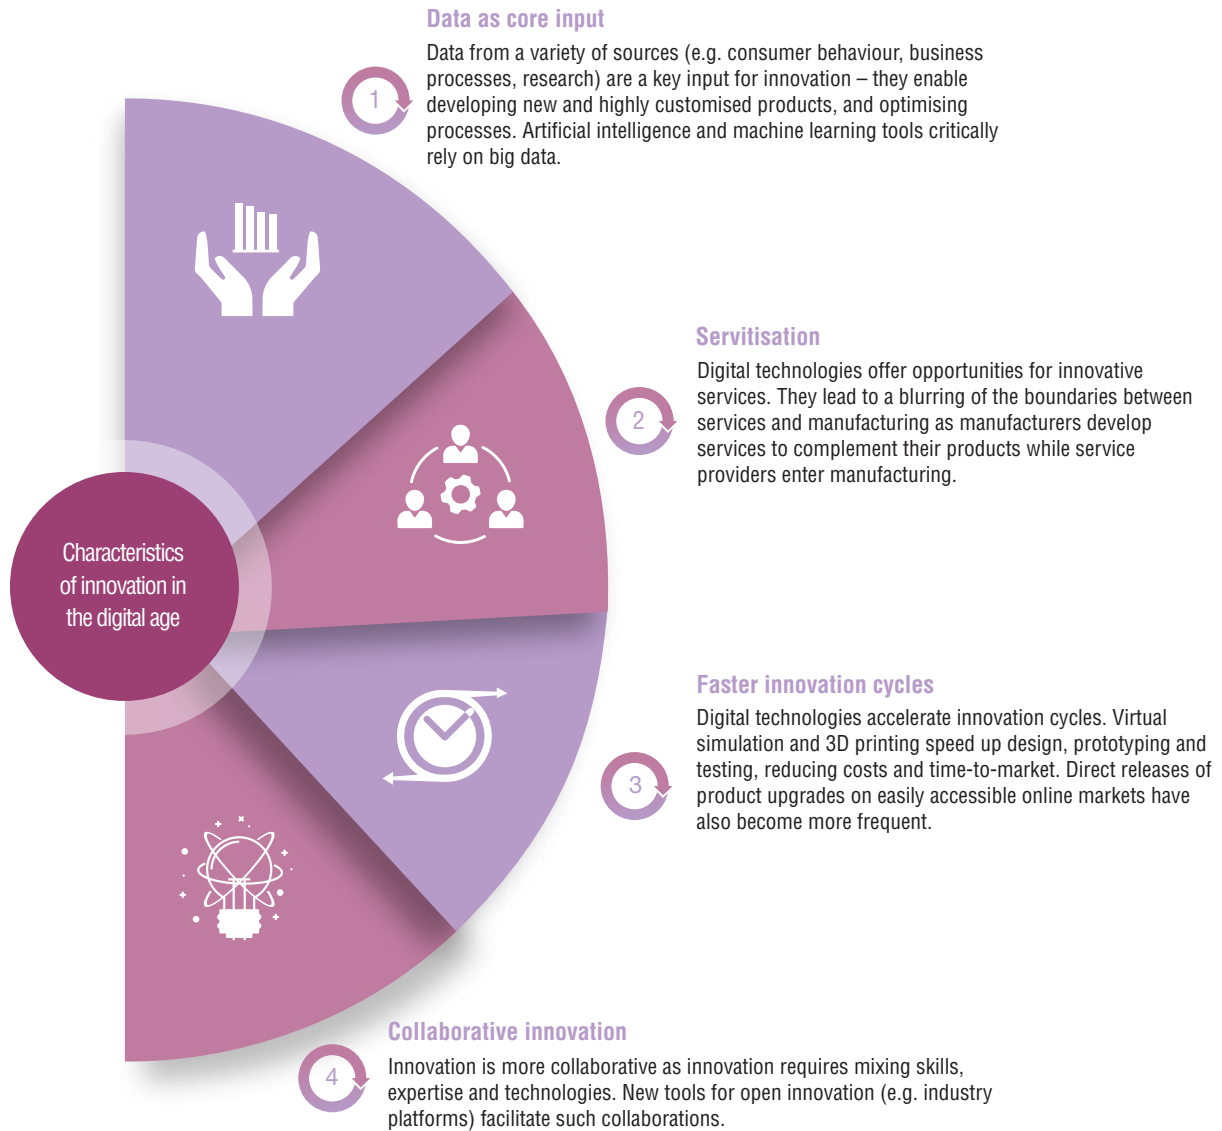 Data as core input
Data from a variety of sources (e.g. consumer behaviour, business
processes, research) are a key input for innovation – they enable
developing new and highly customised products, and optimising
processes. Artificial intelligence and machine learning tools critically
rely on big data.
1
Servitisation
Digital technologies offer opportunities for innovative
services. They lead to a blurring of the boundaries between
services and manufacturing as manufacturers develop
services to complement their products while service
providers enter manufacturing.
2
Characteristics
of innovation in
the digital age
Faster innovation cycles
Digital technologies accelerate innovation cycles. Virtual
simulation and 3D printing speed up design, prototyping and
testing, reducing costs and time-to-market. Direct releases of
product upgrades on easily accessible online markets have
also become more frequent.
3
Collaborative innovation
Innovation is more collaborative as innovation requires mixing skills,
expertise and technologies. New tools for open innovation (e.g. industry
platforms) facilitate such collaborations.
4